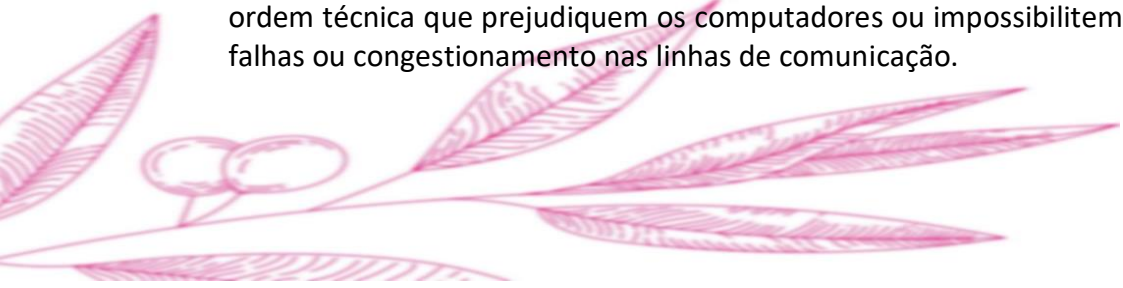 ordem técnica que prejudiquem os computadores ou impossibilitem
falhas ou congestionamento nas linhas de comunicação.